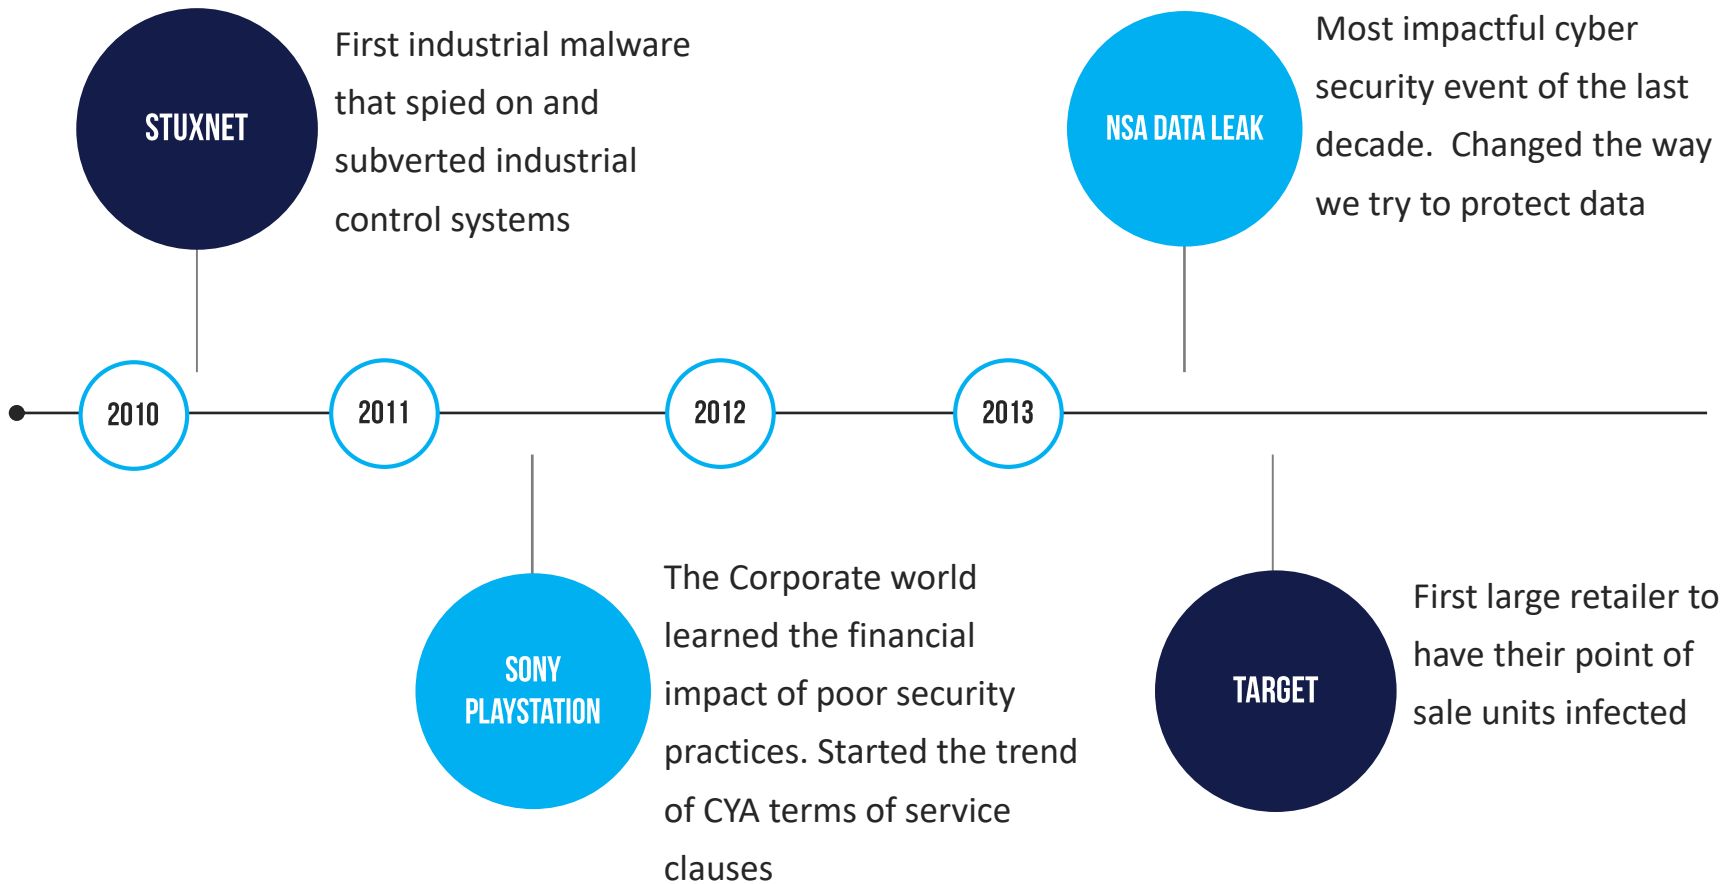 STUXNET
First industrial malware
that spied on and
subverted industrial
control systems
NSA DATA LEAK
Most impactful cyber
security event of the last
decade.  Changed the way
we try to protect data
2010
2011
2012
2013
SONY
PLAYSTATION
The Corporate world
learned the financial
impact of poor security
practices. Started the trend
of CYA terms of service
clauses
TARGET
First large retailer to
have their point of
sale units infected